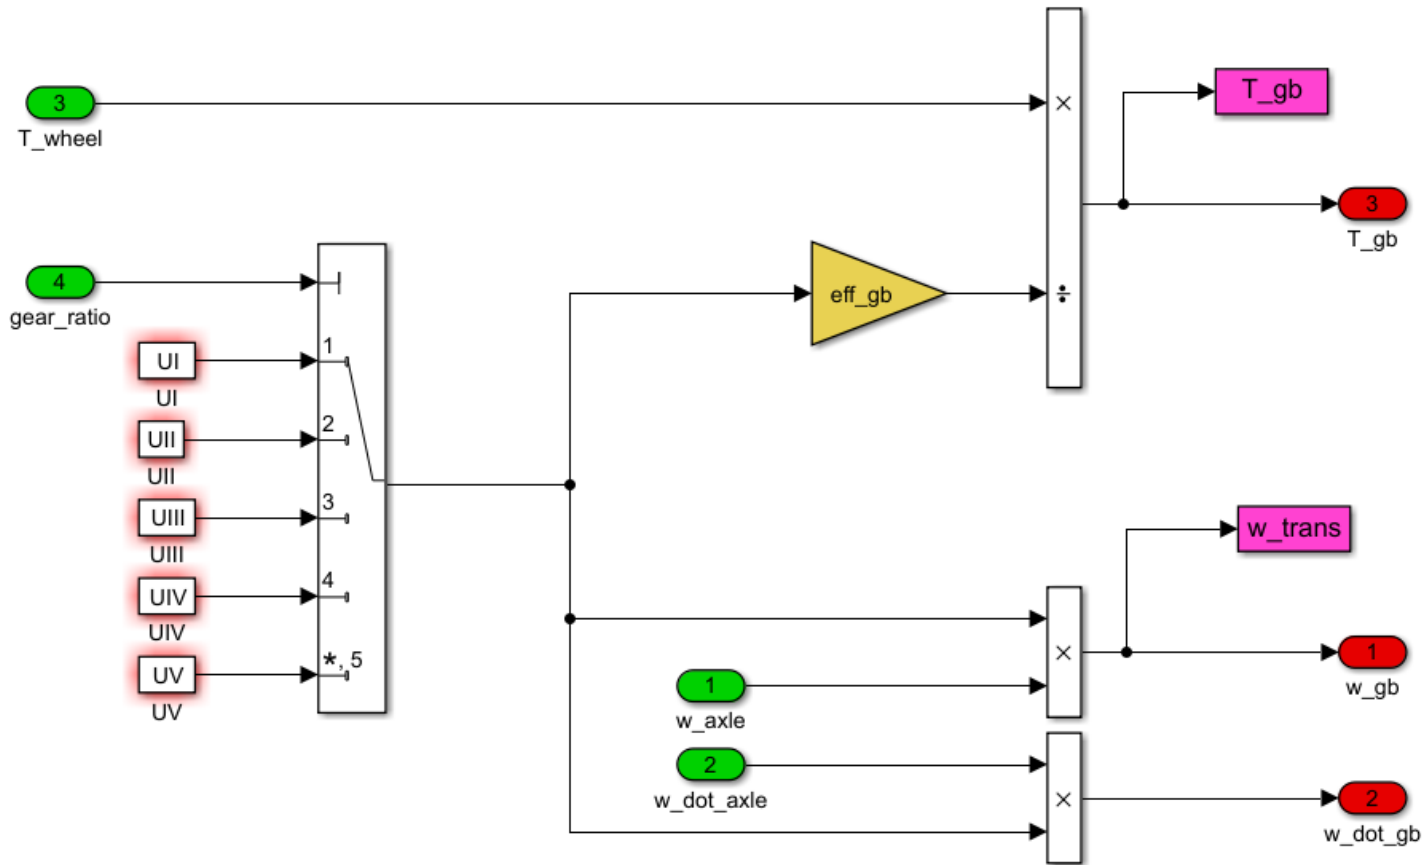 3
T_wheel
×
T_gb
3
T_gb
4
gear_ratio
eff_gb
÷
UI
UI
1
UII
UII
2
UIII
UIII
3
UIV
UIV
4
UV
UV
*, 5
w_trans
×
1
w_gb
1
w_axle
2
w_dot_axle
×
2
w_dot_gb